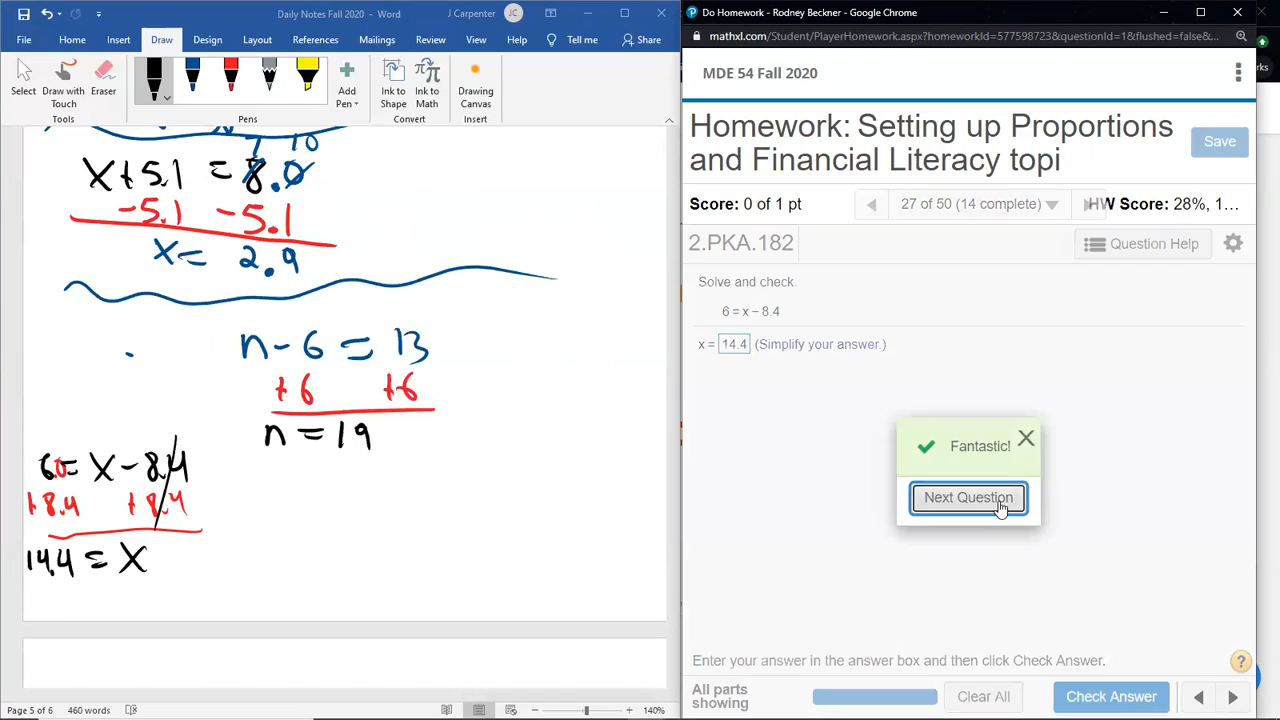 Daily Notes Fall 2020 - Word
J Carpenter
JC
File
Home
Insert
Draw
Design
Layout
References
Mailings
Review
View
Help
Tell me
Share
Select
Draw with Touch
Eraser
Add Pen
Ink to Shape
Ink to Math
Drawing Canvas
Tools
Pens
Convert
Insert
7 10
x + 5.1 = 8.0
-5.1 -5.1
x = 2.9
n - 6 = 13
+6 +6
n = 19
6.0 = x - 8.4
+8.4 +8.4
14.4 = x
Page 5 of 6
460 words
140%
Do Homework - Rodney Beckner - Google Chrome
mathxl.com/Student/PlayerHomework.aspx?homeworkId=577598723&questionId=1&flushed=false&...
MDE 54 Fall 2020
Homework: Setting up Proportions
and Financial Literacy topi
Save
Score: 0 of 1 pt
27 of 50 (14 complete)
HW Score: 28%, 1...
2.PKA.182
Question Help
Solve and check.
6 = x – 8.4
x = 14.4 (Simplify your answer.)
Fantastic!
Next Question
Enter your answer in the answer box and then click Check Answer.
?
All parts
showing
Clear All
Check Answer